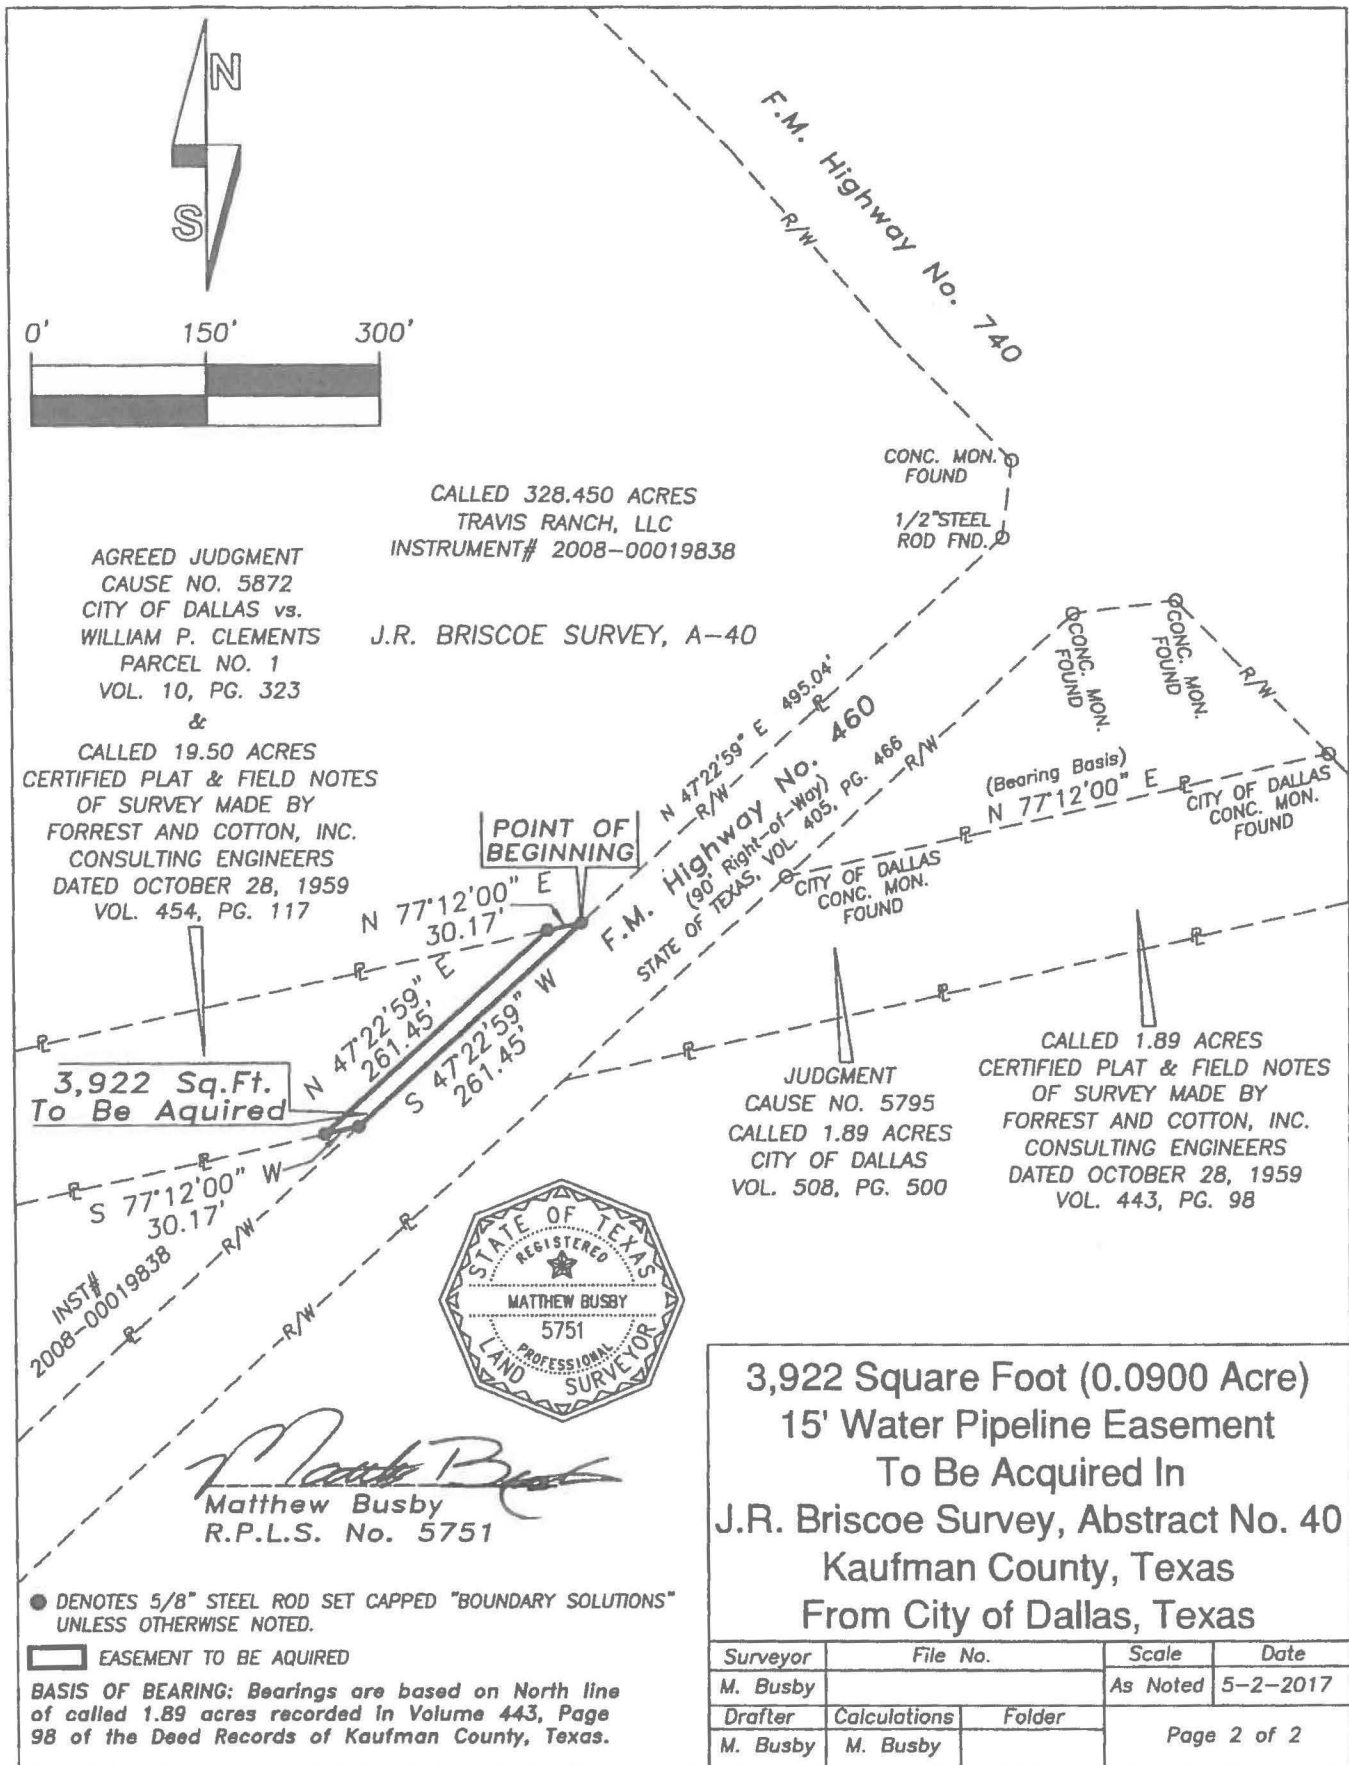 N
S
0' 150' 300'
F.M. Highway No. 740
R/W
CONC. MON.
FOUND
1/2"STEEL
ROD FND.
CALLED 328.450 ACRES
TRAVIS RANCH, LLC
INSTRUMENT# 2008-00019838
J.R. BRISCOE SURVEY, A-40
AGREED JUDGMENT
CAUSE NO. 5872
CITY OF DALLAS vs.
WILLIAM P. CLEMENTS
PARCEL NO. 1
VOL. 10, PG. 323
&
CALLED 19.50 ACRES
CERTIFIED PLAT & FIELD NOTES
OF SURVEY MADE BY
FORREST AND COTTON, INC.
CONSULTING ENGINEERS
DATED OCTOBER 28, 1959
VOL. 454, PG. 117
CONC. MON.
FOUND
CONC. MON.
FOUND
R/W
N 47°22'59" E 495.04'
R/W
PL
F.M. Highway No. 460
(90' Right-of-Way)
STATE OF TEXAS, VOL. 405, PG. 466
R/W
(Bearing Basis)
N 77°12'00" E
PL
PL
CITY OF DALLAS
CONC. MON.
FOUND
CITY OF DALLAS
CONC. MON.
FOUND
POINT OF
BEGINNING
N 77°12'00" E
30.17'
PL
PL
N 47°22'59" E
261.45'
S 47°22'59" W
261.45'
PL
PL
PL
3,922 Sq.Ft.
To Be Aquired
PL
PL
S 77°12'00" W
30.17'
R/W
PL
INST#
2008-00019838
PL
R/W
JUDGMENT
CAUSE NO. 5795
CALLED 1.89 ACRES
CITY OF DALLAS
VOL. 508, PG. 500
CALLED 1.89 ACRES
CERTIFIED PLAT & FIELD NOTES
OF SURVEY MADE BY
FORREST AND COTTON, INC.
CONSULTING ENGINEERS
DATED OCTOBER 28, 1959
VOL. 443, PG. 98
STATE OF TEXAS
REGISTERED
MATTHEW BUSBY
5751
PROFESSIONAL
LAND SURVEYOR
Matthew Busby
Matthew Busby
R.P.L.S. No. 5751
DENOTES 5/8" STEEL ROD SET CAPPED "BOUNDARY SOLUTIONS"
UNLESS OTHERWISE NOTED.
EASEMENT TO BE AQUIRED
BASIS OF BEARING: Bearings are based on North line
of called 1.89 acres recorded in Volume 443, Page
98 of the Deed Records of Kaufman County, Texas.
3,922 Square Foot (0.0900 Acre)
15' Water Pipeline Easement
To Be Acquired In
J.R. Briscoe Survey, Abstract No. 40
Kaufman County, Texas
From City of Dallas, Texas
Surveyor File No. Scale Date
M. Busby As Noted 5-2-2017
Drafter Calculations Folder
M. Busby M. Busby
Page 2 of 2